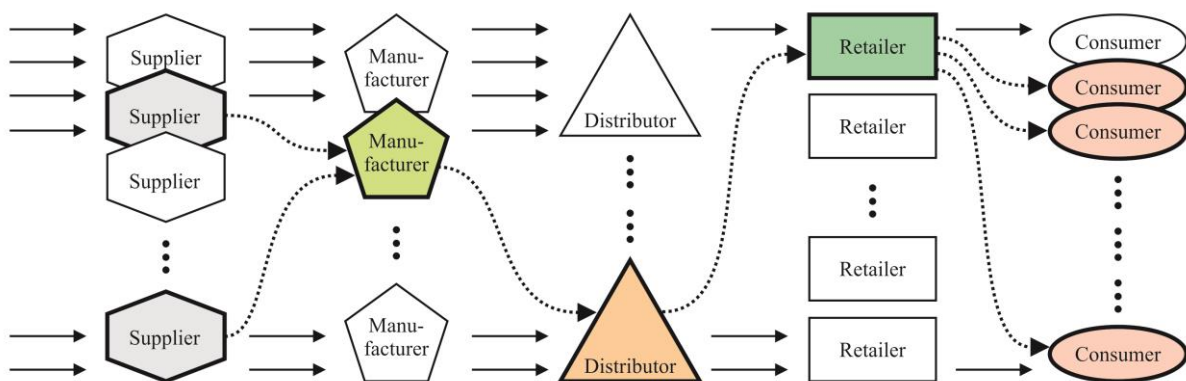 Supplier
Supplier
Supplier
Supplier
Manu-
facturer
Manu-
facturer
Manu-
facturer
Distributor
Distributor
Retailer
Retailer
Retailer
Retailer
Consumer
Consumer
Consumer
Consumer